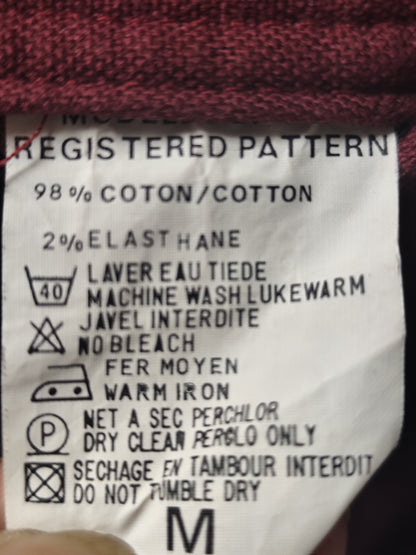 REGISTERED PATTERN
98% COTON/COTTON
2% ELASTHANE
40
LAVER EAU TIEDE
MACHINE WASH LUKEWARM
JAVEL INTERDITE
NO BLEACH
FER MOYEN
WARM IRON
P
NET A SEC PERCHLOR
DRY CLEAN PERGLO ONLY
SECHAGE EN TAMBOUR INTERDIT
DO NOT TUMBLE DRY
M